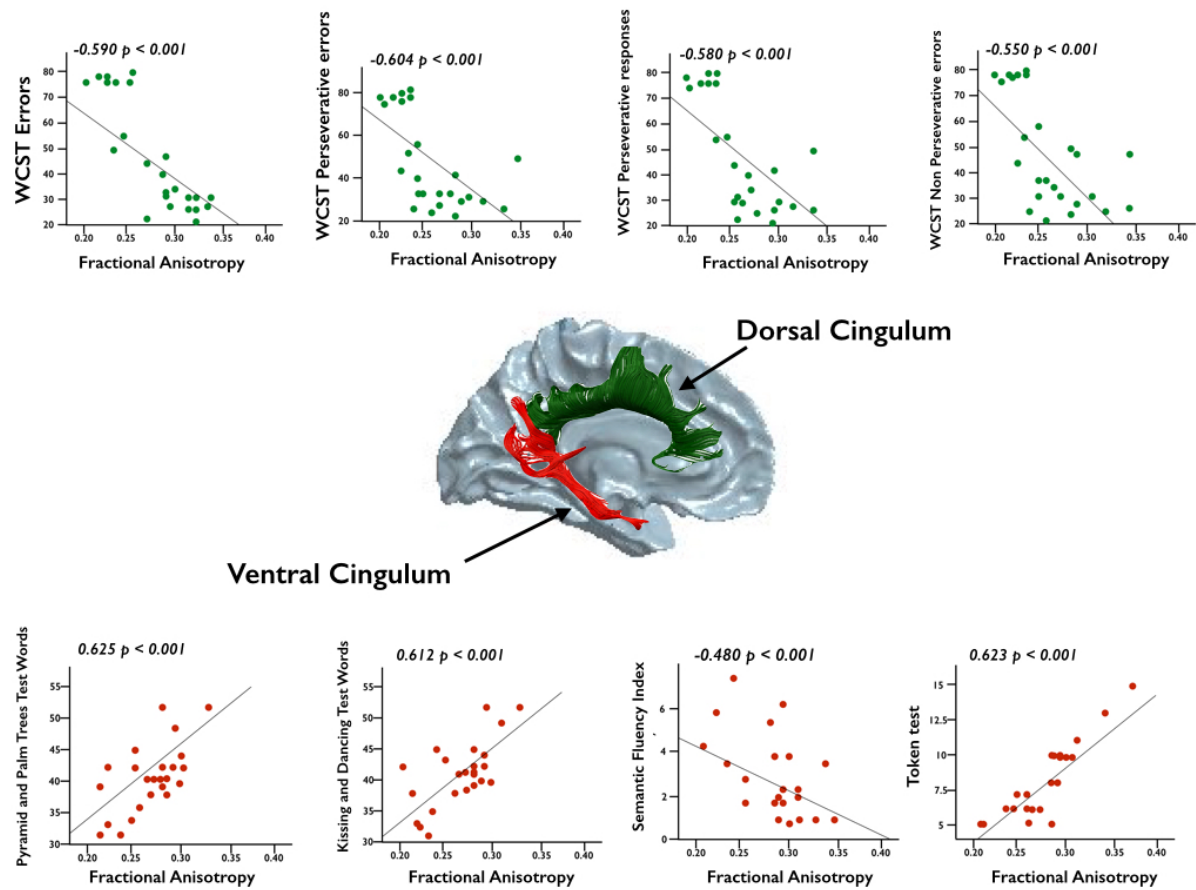 -0.590 p < 0.001
WCST Errors
80
70
60
50
40
30
20
0.20 0.25 0.30 0.35 0.40
Fractional Anisotropy
-0.604 p < 0.001
WCST Perseverative errors
80
60
40
20
0.20 0.25 0.30 0.35 0.40
Fractional Anisotropy
-0.580 p < 0.001
WCST Perseverative responses
80
70
60
50
40
30
20
0.20 0.25 0.30 0.35 0.40
Fractional Anisotropy
-0.550 p < 0.001
WCST Non Perseverative errors
80
70
60
50
40
30
20
0.20 0.25 0.30 0.35 0.40
Fractional Anisotropy
Dorsal Cingulum
Ventral Cingulum
0.625 p < 0.001
Pyramid and Palm Trees Test Words
55
50
45
40
35
30
0.20 0.25 0.30 0.35 0.40
Fractional Anisotropy
0.612 p < 0.001
Kissing and Dancing Test Words
55
50
45
40
35
30
0.20 0.25 0.30 0.35 0.40
Fractional Anisotropy
-0.480 p < 0.001
Semantic Fluency Index
6
4
2
0
0.20 0.25 0.30 0.35 0.40
Fractional Anisotropy
0.623 p < 0.001
Token test
15
12.5
10
7.5
5
0.20 0.25 0.30 0.35 0.40
Fractional Anisotropy